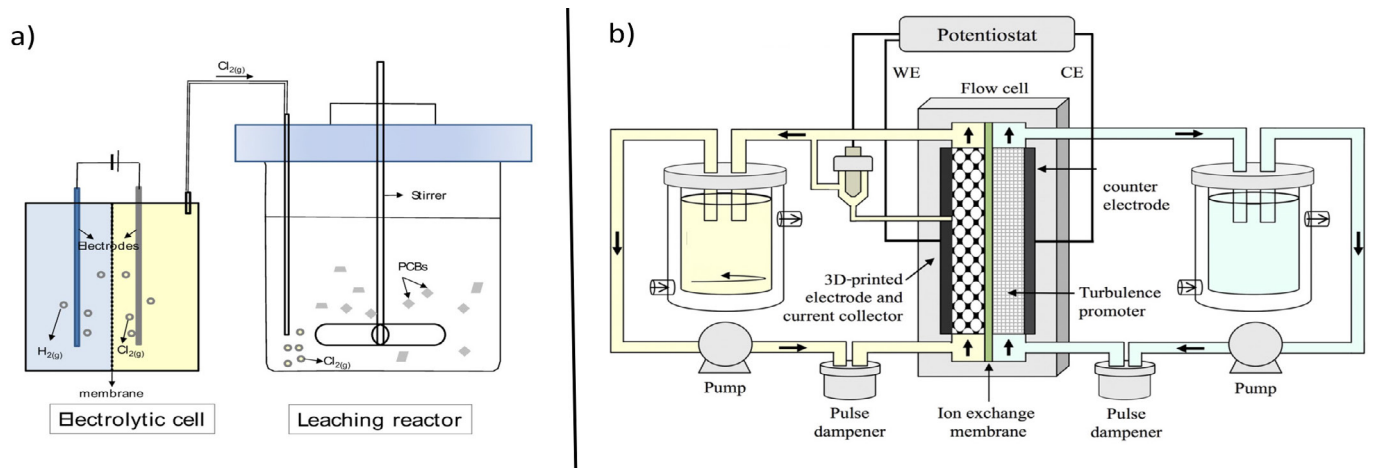 a)
Cl2(g)
Stirrer
Electrodes
PCBs
H2(g)
Cl2(g)
Cl2(g)
membrane
Electrolytic cell
Leaching reactor
b)
Potentiostat
WE
CE
Flow cell
counter
electrode
3D-printed
electrode and
current collector
Turbulence
promoter
Pump
Pump
Pulse
dampener
Ion exchange
membrane
Pulse
dampener